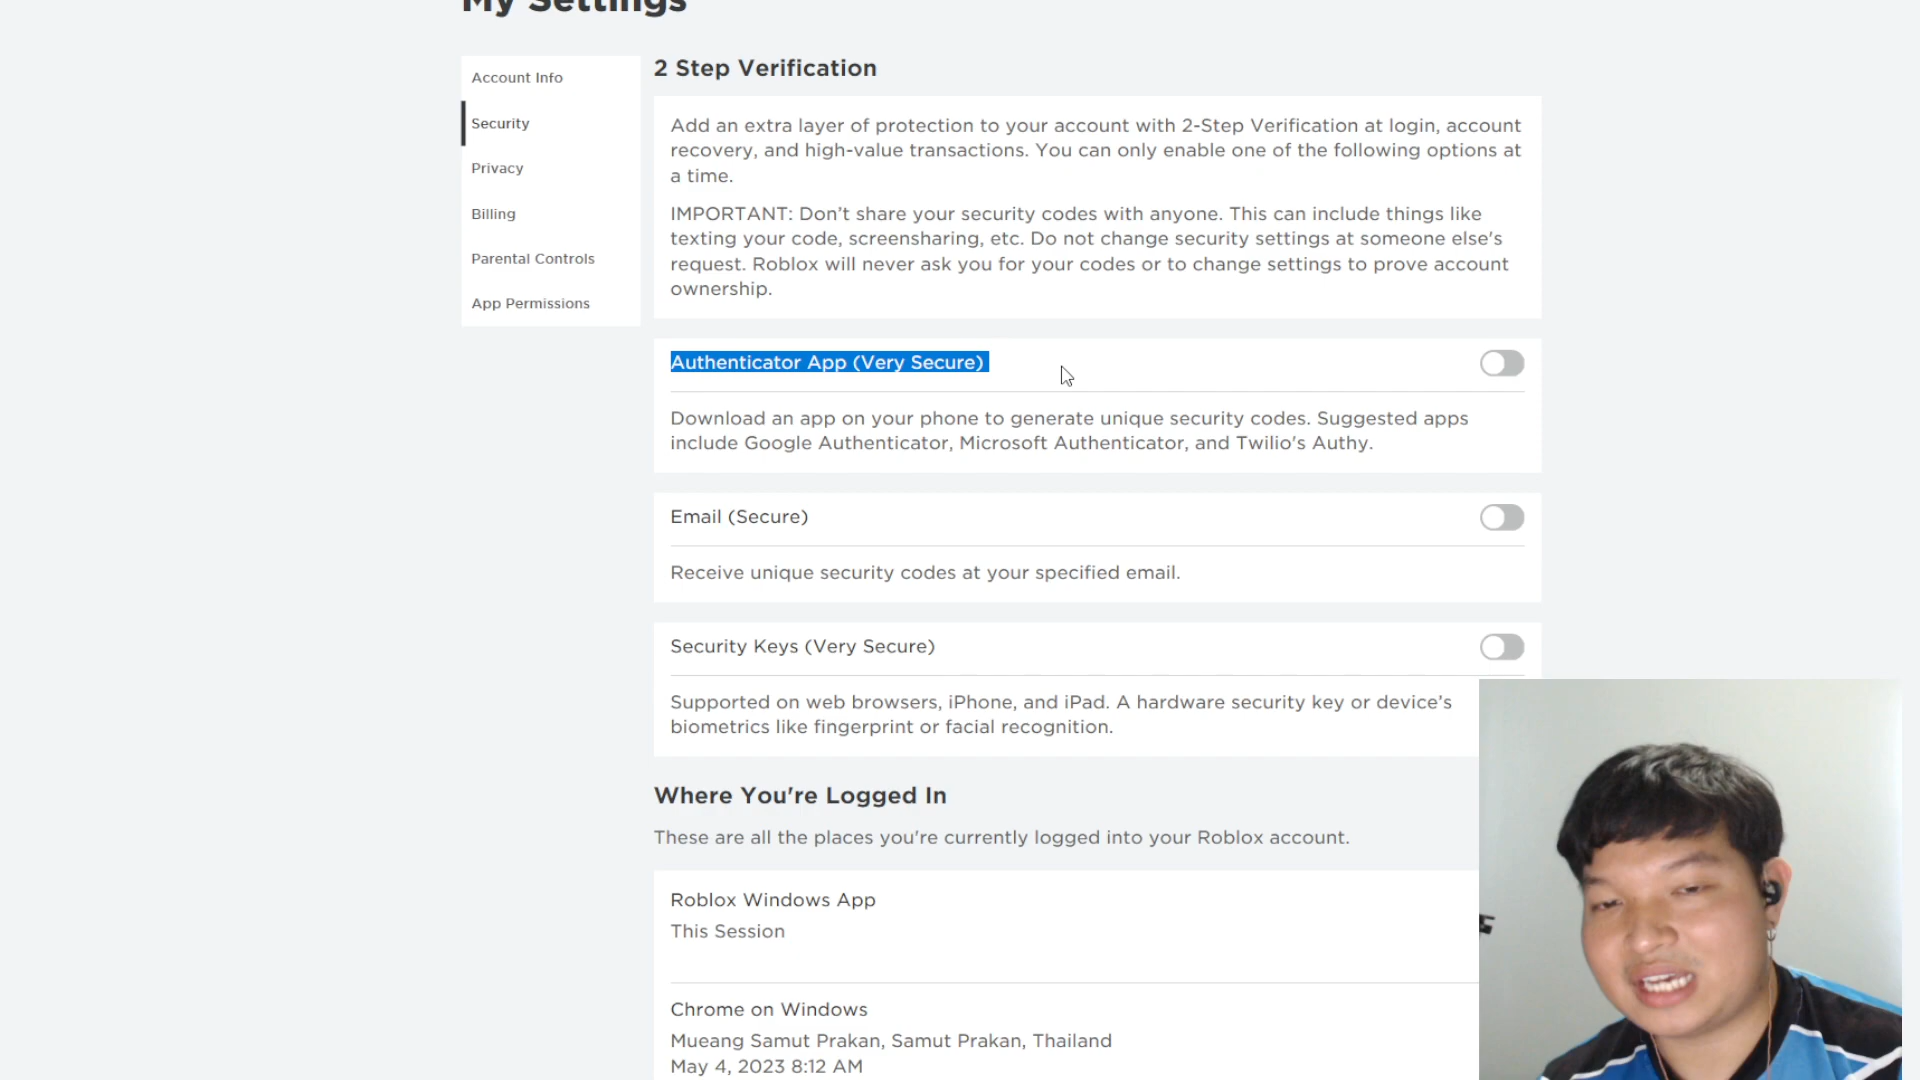 My Settings
Account Info
Security
Privacy
Billing
Parental Controls
App Permissions
2 Step Verification
Add an extra layer of protection to your account with 2-Step Verification at login, account
recovery, and high-value transactions. You can only enable one of the following options at
a time.
IMPORTANT: Don’t share your security codes with anyone. This can include things like
texting your code, screensharing, etc. Do not change security settings at someone else's
request. Roblox will never ask you for your codes or to change settings to prove account
ownership.
Authenticator App (Very Secure)
Download an app on your phone to generate unique security codes. Suggested apps
include Google Authenticator, Microsoft Authenticator, and Twilio's Authy.
Email (Secure)
Receive unique security codes at your specified email.
Security Keys (Very Secure)
Supported on web browsers, iPhone, and iPad. A hardware security key or device’s
biometrics like fingerprint or facial recognition.
Where You're Logged In
These are all the places you're currently logged into your Roblox account.
Roblox Windows App
This Session
Chrome on Windows
Mueang Samut Prakan, Samut Prakan, Thailand
May 4, 2023 8:12 AM